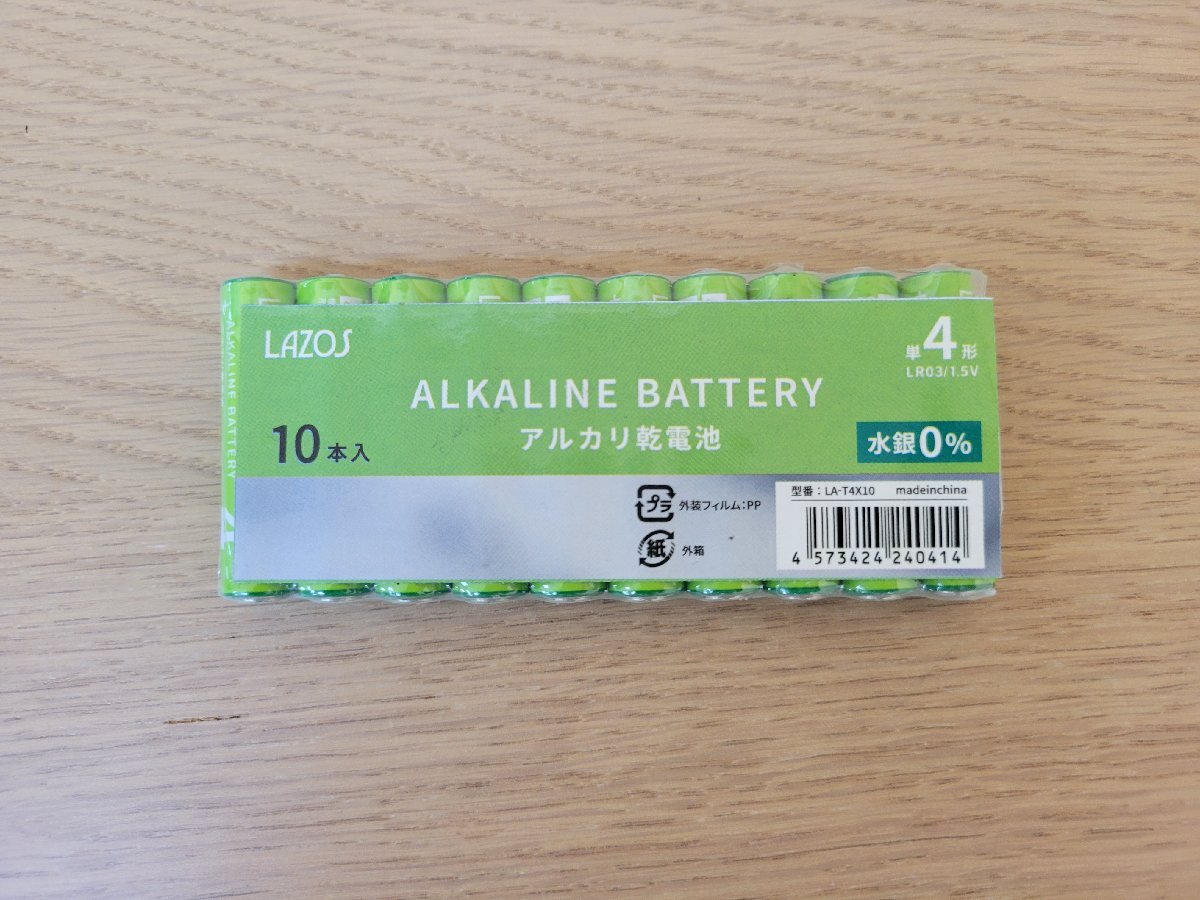 LAZOS
単4形
LR03/1.5V
ALKALINE BATTERY
アルカリ乾電池
10本入
水銀0%
プラ 外装フィルム:PP
紙 外箱
型番:LA-T4X10 madeinchina
4 573424 240414
ALKALINE BATTERY